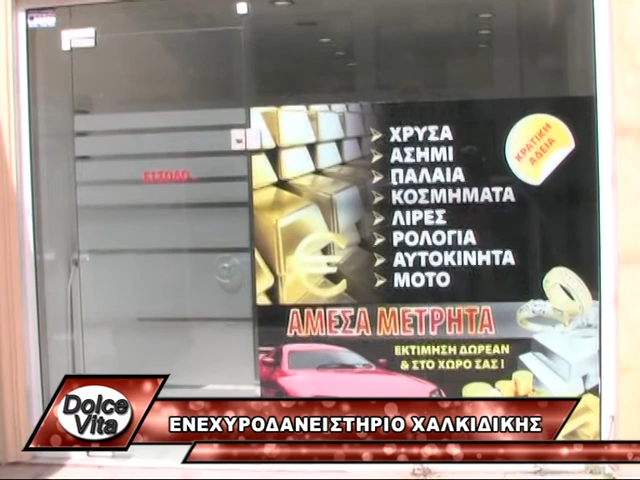 ΕΙΣΟΔΟΣ
ΧΡΥΣΑ
ΑΣΗΜΙ
ΠΑΛΑΙΑ
ΚΟΣΜΗΜΑΤΑ
ΛΙΡΕΣ
ΡΟΛΟΓΙΑ
ΑΥΤΟΚΙΝΗΤΑ
ΜΟΤΟ
ΚΡΑΤΙΚΗ
ΑΔΕΙΑ
€
ΑΜΕΣΑ ΜΕΤΡΗΤΑ
ΕΚΤΙΜΗΣΗ ΔΩΡΕΑΝ
& ΣΤΟ ΧΩΡΟ ΣΑΣ !
Dolce
Vita
ΕΝΕΧΥΡΟΔΑΝΕΙΣΤΗΡΙΟ ΧΑΛΚΙΔΙΚΗΣ